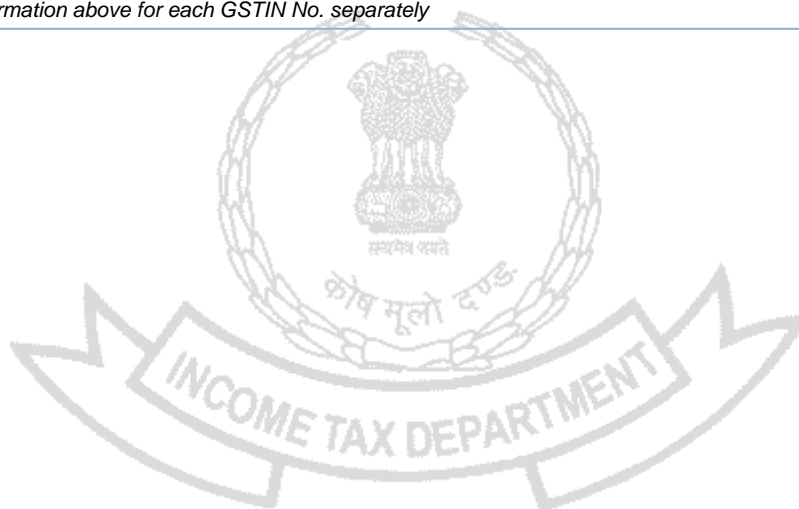 rmation above for each GSTIN No. separately
सत्यमेव जयते
कोष मूलो दण्ड
INCOME TAX DEPARTMENT